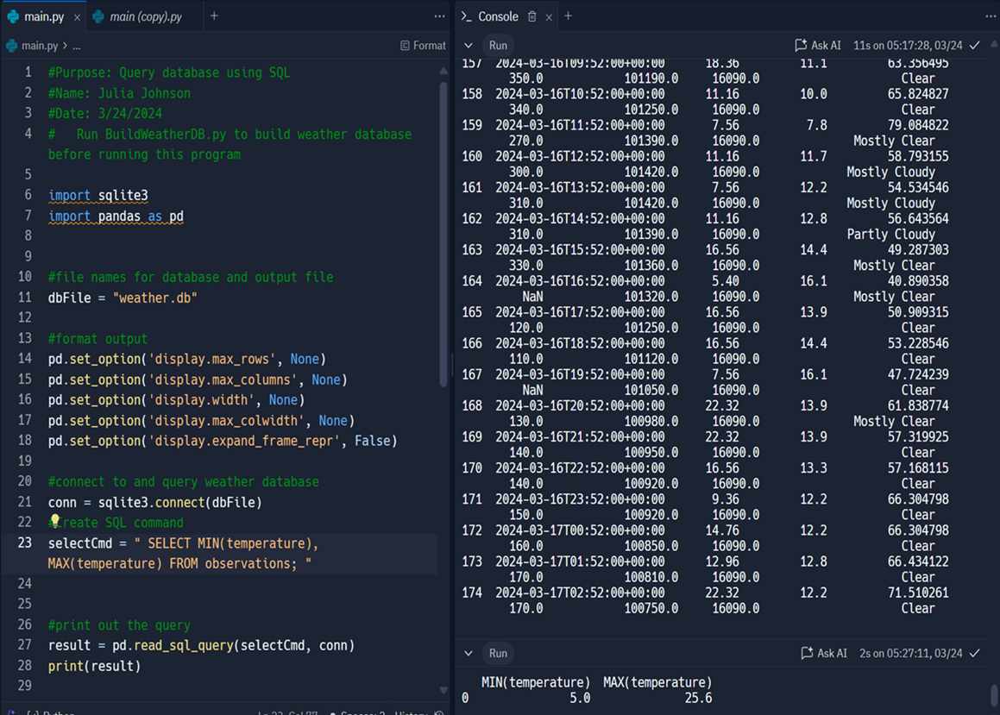 main.py × main (copy).py + ...
main.py > ... Format
1 #Purpose: Query database using SQL
2 #Name: Julia Johnson
3 #Date: 3/24/2024
4 #   Run BuildWeatherDB.py to build weather database
before running this program
5
6 import sqlite3
7 import pandas as pd
8
9
10 #file names for database and output file
11 dbFile = "weather.db"
12
13 #format output
14 pd.set_option('display.max_rows', None)
15 pd.set_option('display.max_columns', None)
16 pd.set_option('display.width', None)
17 pd.set_option('display.max_colwidth', None)
18 pd.set_option('display.expand_frame_repr', False)
19
20 #connect to and query weather database
21 conn = sqlite3.connect(dbFile)
22 #Create SQL command
23 selectCmd = " SELECT MIN(temperature),
MAX(temperature) FROM observations; "
24
25
26 #print out the query
27 result = pd.read_sql_query(selectCmd, conn)
28 print(result)
29
Python Ln 23, Col 77 Spaces: 2 History
>_ Console × + ...
Run Ask AI 11s on 05:17:28, 03/24
157 2024-03-16T09:52:00+00:00 18.36 11.1 63.356495
350.0 101190.0 16090.0 Clear
158 2024-03-16T10:52:00+00:00 11.16 10.0 65.824827
340.0 101250.0 16090.0 Clear
159 2024-03-16T11:52:00+00:00 7.56 7.8 79.084822
270.0 101390.0 16090.0 Mostly Clear
160 2024-03-16T12:52:00+00:00 11.16 11.7 58.793155
300.0 101420.0 16090.0 Mostly Cloudy
161 2024-03-16T13:52:00+00:00 7.56 12.2 54.534546
310.0 101420.0 16090.0 Mostly Cloudy
162 2024-03-16T14:52:00+00:00 11.16 12.8 56.643564
310.0 101390.0 16090.0 Partly Cloudy
163 2024-03-16T15:52:00+00:00 16.56 14.4 49.287303
330.0 101360.0 16090.0 Mostly Clear
164 2024-03-16T16:52:00+00:00 5.40 16.1 40.890358
NaN 101320.0 16090.0 Mostly Clear
165 2024-03-16T17:52:00+00:00 16.56 13.9 50.909315
120.0 101250.0 16090.0 Clear
166 2024-03-16T18:52:00+00:00 16.56 14.4 53.228546
110.0 101120.0 16090.0 Clear
167 2024-03-16T19:52:00+00:00 7.56 16.1 47.724239
NaN 101050.0 16090.0 Clear
168 2024-03-16T20:52:00+00:00 22.32 13.9 61.838774
130.0 100980.0 16090.0 Mostly Clear
169 2024-03-16T21:52:00+00:00 22.32 13.9 57.319925
140.0 100950.0 16090.0 Clear
170 2024-03-16T22:52:00+00:00 16.56 13.3 57.168115
140.0 100920.0 16090.0 Clear
171 2024-03-16T23:52:00+00:00 9.36 12.2 66.304798
150.0 100920.0 16090.0 Clear
172 2024-03-17T00:52:00+00:00 14.76 12.2 66.304798
160.0 100850.0 16090.0 Clear
173 2024-03-17T01:52:00+00:00 12.96 12.8 66.434122
170.0 100810.0 16090.0 Clear
174 2024-03-17T02:52:00+00:00 22.32 12.2 71.510261
170.0 100750.0 16090.0 Clear
Run Ask AI 2s on 05:27:11, 03/24
MIN(temperature) MAX(temperature)
0 5.0 25.6